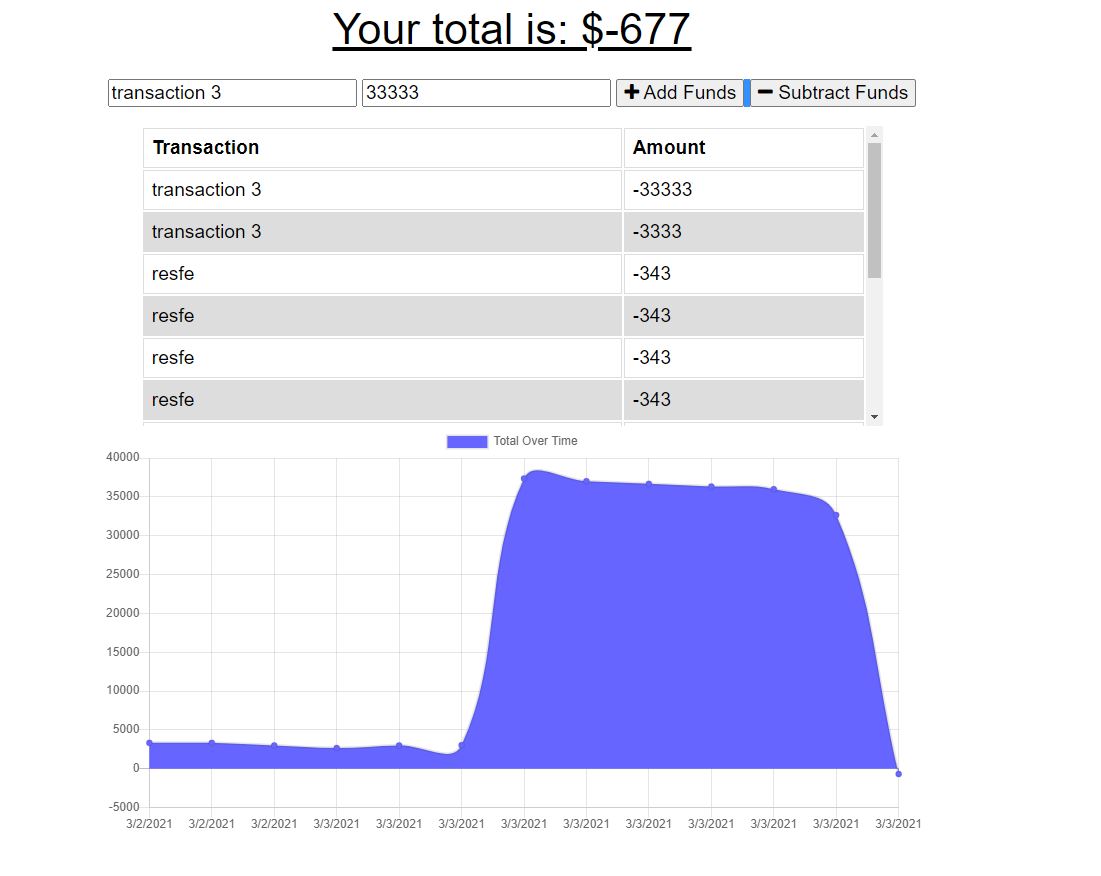 Your total is: $-677
transaction 3 33333 Add Funds Subtract Funds
Transaction Amount
transaction 3 -33333
transaction 3 -3333
resfe -343
resfe -343
resfe -343
resfe -343
Total Over Time
40000
35000
30000
25000
20000
15000
10000
5000
0
-5000
3/2/2021 3/2/2021 3/2/2021 3/3/2021 3/3/2021 3/3/2021 3/3/2021 3/3/2021 3/3/2021 3/3/2021 3/3/2021 3/3/2021 3/3/2021